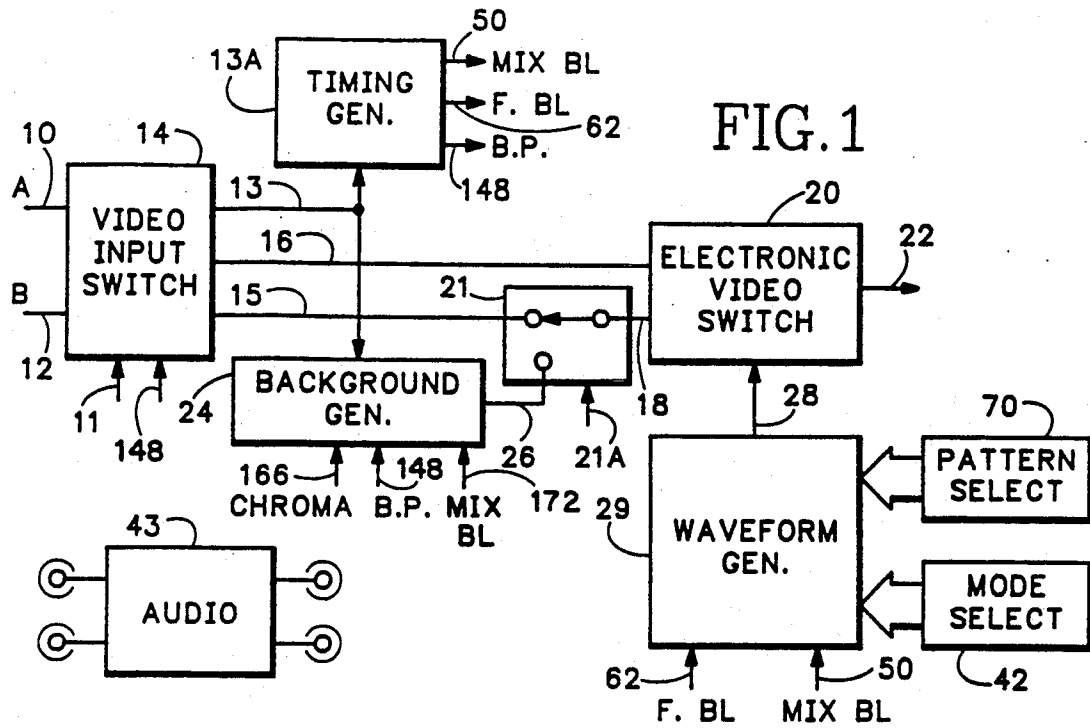 50
13A
TIMING
GEN.
MIX BL
F. BL
62
B.P.
148
FIG. 1
10
14
A
VIDEO
INPUT
SWITCH
13
16
15
B
12
11
148
20
ELECTRONIC
VIDEO
SWITCH
22
21
18
21A
24
BACKGROUND
GEN.
26
166
CHROMA
148
B.P.
MIX
BL
172
28
70
PATTERN
SELECT
29
WAVEFORM
GEN.
MODE
SELECT
42
43
AUDIO
62
F. BL
50
MIX BL